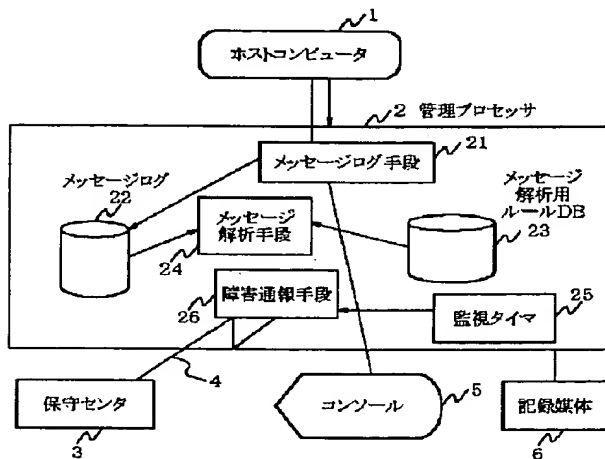 1
ホストコンピュータ
2 管理プロセッサ
21
メッセージログ手段
メッセージログ
22
メッセージ
解析用
ルールDB
23
メッセージ
解析手段
24
障害通報手段
26
25
監視タイマ
4
保守センタ
3
コンソール
5
記録媒体
6